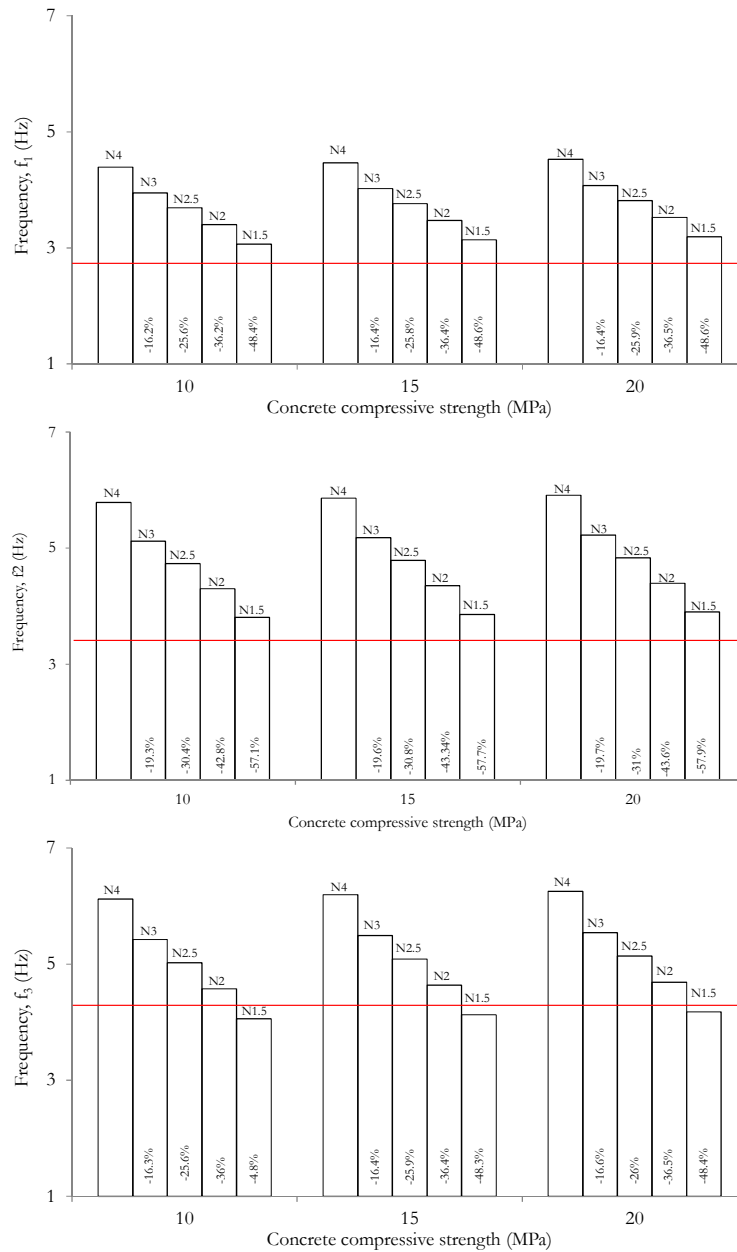 7
5
3
1
Frequency, f₁ (Hz)
N4
N3
N2.5
N2
N1.5
N4
N3
N2.5
N2
N1.5
N4
N3
N2.5
N2
N1.5
-16.2%
-25.6%
-36.2%
-48.4%
-16.4%
-25.8%
-36.4%
-48.6%
-16.4%
-25.9%
-36.5%
-48.6%
10 15 20
Concrete compressive strength (MPa)
7
5
3
1
Frequency, f2 (Hz)
N4
N3
N2.5
N2
N1.5
N4
N3
N2.5
N2
N1.5
N4
N3
N2.5
N2
N1.5
-19.3%
-30.4%
-42.8%
-57.1%
-19.6%
-30.8%
-43.34%
-57.7%
-19.7%
-31%
-43.6%
-57.9%
10 15 20
Concrete compressive strength (MPa)
7
5
3
1
Frequency, f₃ (Hz)
N4
N3
N2.5
N2
N1.5
N4
N3
N2.5
N2
N1.5
N4
N3
N2.5
N2
N1.5
-16.3%
-25.6%
-36%
-4.8%
-16.4%
-25.9%
-36.4%
-48.3%
-16.6%
-26%
-36.5%
-48.4%
10 15 20
Concrete compressive strength (MPa)